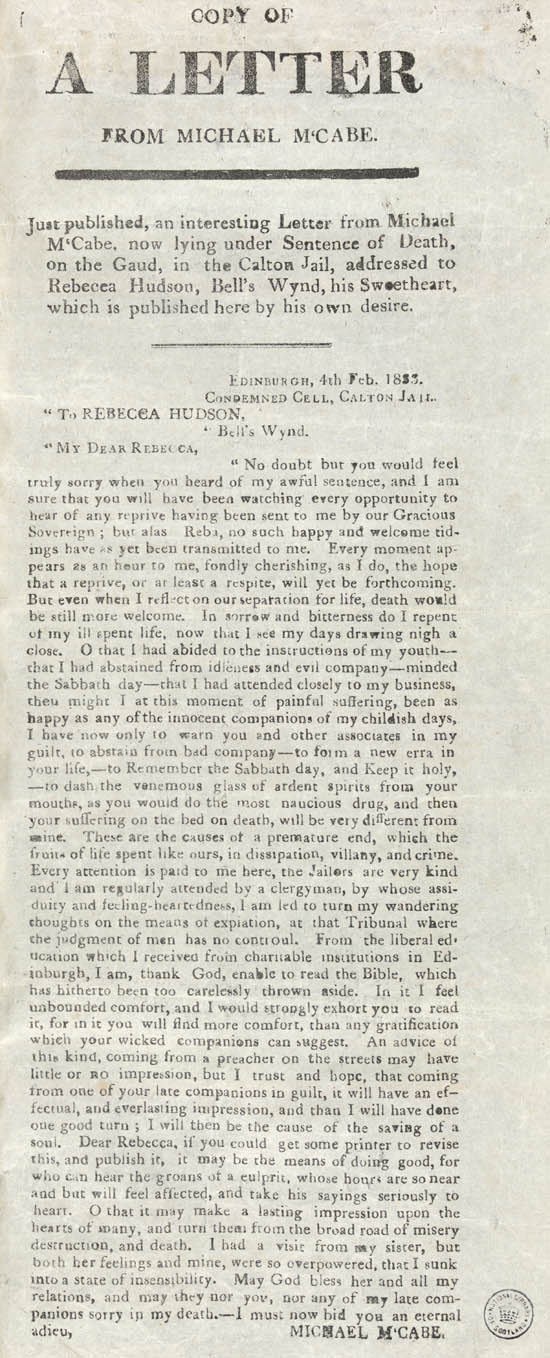 COPY OF
A LETTER
FROM MICHAEL M'CABE.
Just published, an interesting Letter from Michael
M'Cabe, now lying under Sentence of Death,
on the Gaud, in the Calton Jail, addressed to
Rebecea Hudson, Bell's Wynd, his Sweetheart,
which is published here by his own desire.
EDINBURGH, 4th Feb. 1833.
CONDEMNED CELL, CALTON JAIL.
" To REBECCA HUDSON,
" Bell's Wynd.
" MY DEAR REBECCA,
" No doubt but you would feel
truly sorry when you heard of my awful sentence, and I am
sure that you will have been watching every opportunity to
hear of any reprive having been sent to me by our Gracious
Sovereign ; but alas Reba, no such happy and welcome tid-
ings have as yet been transmitted to me. Every moment ap-
pears as an hour to me, fondly cherishing, as I do, the hope
that a reprive, or at least a respite, will yet be forthcoming.
But even when I reflect on our separation for life, death would
be still more welcome. In sorrow and bitterness do I repent
of my ill spent life, now that I see my days drawing nigh a
close. O that I had abided to the instructions of my youth—
that I had abstained from idleness and evil company—minded
the Sabbath day—that I had attended closely to my business,
then might I at this moment of painful suffering, been as
happy as any of the innocent companions of my childish days,
I have now only to warn you and other associates in my
guilt, to abstain from bad company—to form a new erra in
your life,—to Remember the Sabbath day, and Keep it holy,
—to dash the venemous glass of ardent spirits from your
mouths, as you would do the most naucious drug, and then
your suffering on the bed on death, will be very different from
mine. These are the causes of a premature end, which the
fruits of life spent like ours, in dissipation, villany, and crime.
Every attention is paid to me here, the Jailors are very kind
and I am regularly attended by a clergyman, by whose assi-
duity and feeling-heartedness, I am led to turn my wandering
thoughts on the means of expiation, at that Tribunal where
the judgment of men has no controul. From the liberal ed-
ucation which I received from charitable institutions in Ed-
inburgh, I am, thank God, enable to read the Bible, which
has hitherto been too carelessly thrown aside. In it I feel
unbounded comfort, and I would strongly exhort you to read
it, for in it you will find more comfort, than any gratification
which your wicked companions can suggest. An advice of
this kind, coming from a preacher on the streets may have
little or no impression, but I trust and hope, that coming
from one of your late companions in guilt, it will have an ef-
fectual, and everlasting impression, and than I will have done
one good turn ; I will then be the cause of the saving of a
soul. Dear Rebecca, if you could get some printer to revise
this, and publish it, it may be the means of doing good, for
who can hear the groans of a culprit, whose hours are so near
and but will feel affected, and take his sayings seriously to
heart. O that it may make a lasting impression upon the
hearts of many, and turn them from the broad road of misery
destruction, and death. I had a visit from my sister, but
both her feelings and mine, were so overpowered, that I sunk
into a state of insensibility. May God bless her and all my
relations, and may they nor you, nor any of my late com-
panions sorry in my death.—I must now bid you an eternal
adieu, MICHAEL M'CABE.
NATIONAL LIBRARY
SCOTLAND